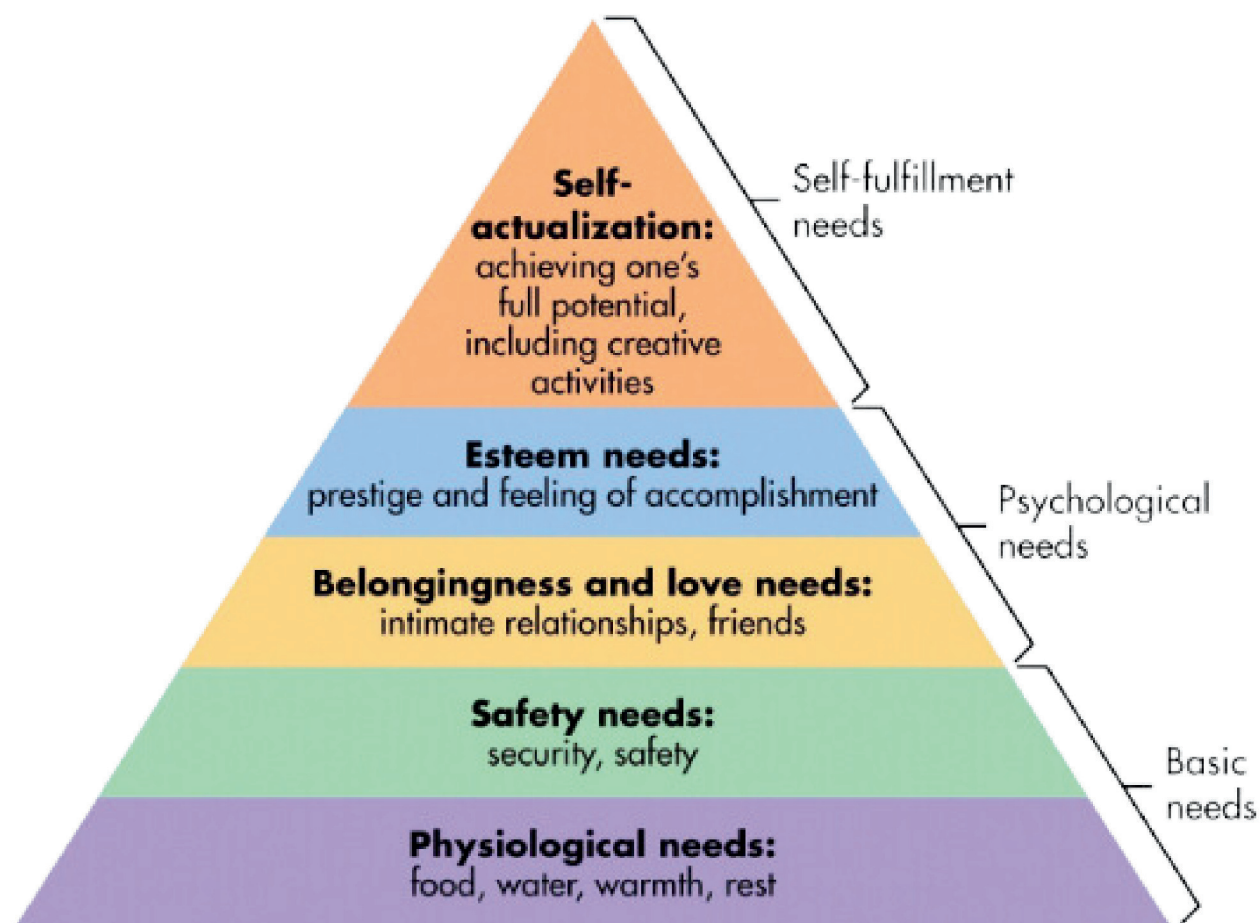 Self-
actualization:
achieving one's
full potential,
including creative
activities
Self-fulfillment
needs
Esteem needs:
prestige and feeling of accomplishment
Belongingness and love needs:
intimate relationships, friends
Psychological
needs
Safety needs:
security, safety
Physiological needs:
food, water, warmth, rest
Basic
needs